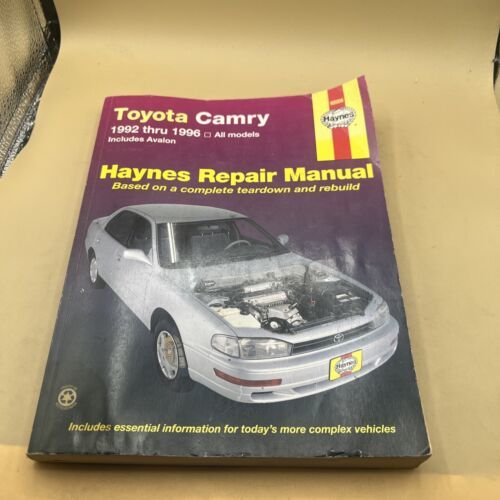 Toyota Camry
1992 thru 1996 □ All models
Includes Avalon
Haynes
Haynes Repair Manual
Based on a complete teardown and rebuild
Haynes
Includes essential information for today's more complex vehicles